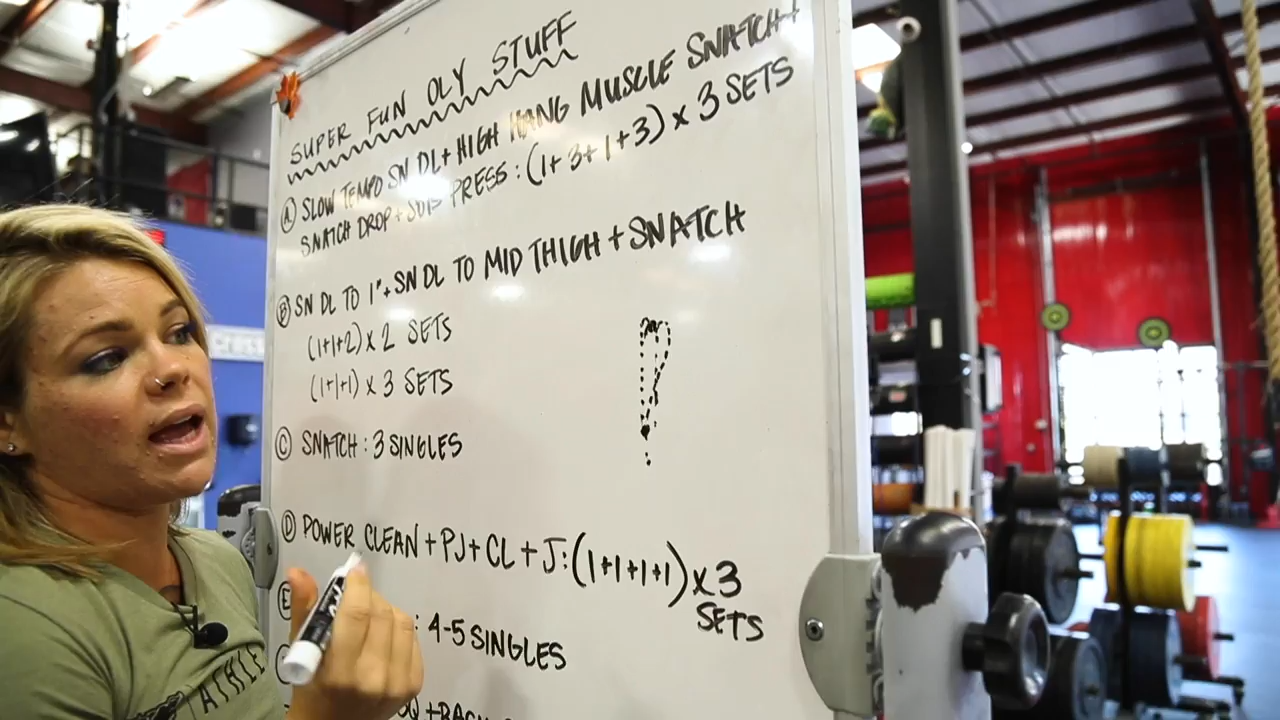 SUPER FUN OLY STUFF
Ⓐ SLOW TEMPO SN DL + HIGH HANG MUSCLE SNATCH +
SNATCH DROP + SOTS PRESS : (1+3+1+3) x 3 SETS
Ⓑ SN DL TO 1" + SN DL TO MID THIGH + SNATCH
(1+1+2) x 2 SETS
(1+1+1) x 3 SETS
Ⓒ SNATCH : 3 SINGLES
Ⓓ POWER CLEAN + PJ + CL + J : (1+1+1+1) x 3
SETS
Ⓔ : 4-5 SINGLES
ATHLE